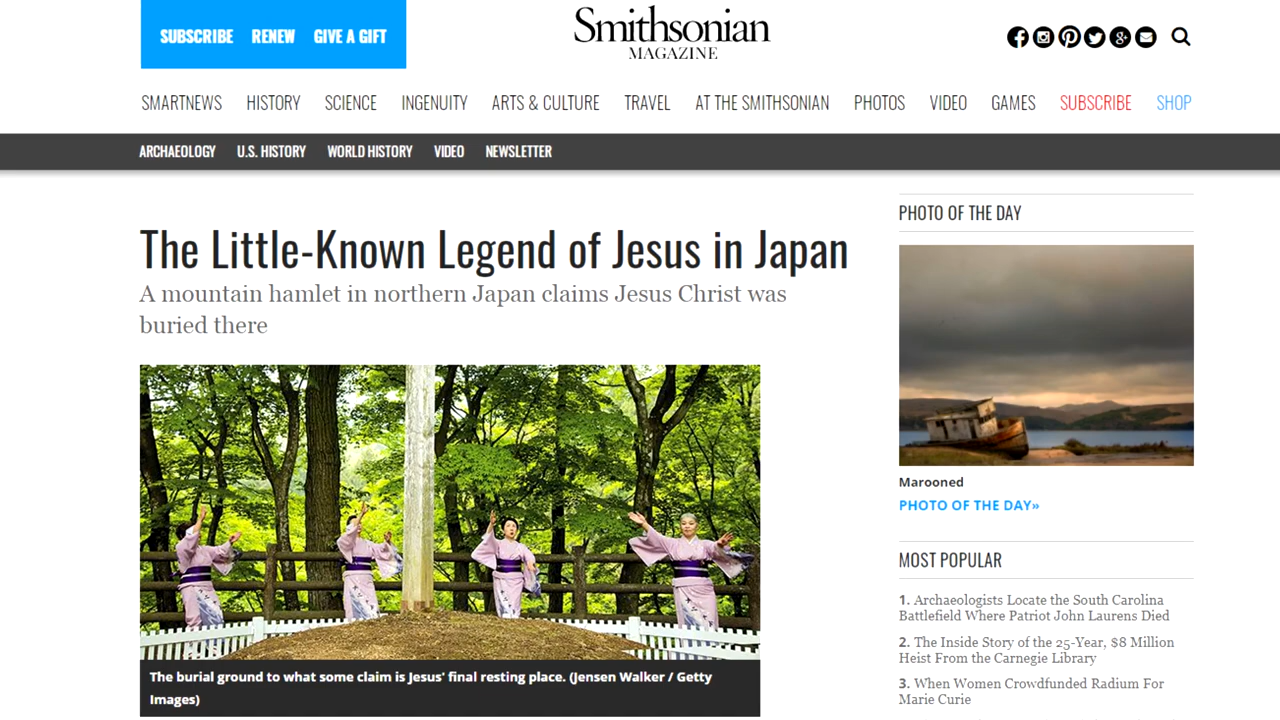 SUBSCRIBE RENEW GIVE A GIFT
Smithsonian
MAGAZINE
SMARTNEWS HISTORY SCIENCE INGENUITY ARTS & CULTURE TRAVEL AT THE SMITHSONIAN PHOTOS VIDEO GAMES SUBSCRIBE SHOP
ARCHAEOLOGY U.S. HISTORY WORLD HISTORY VIDEO NEWSLETTER
The Little-Known Legend of Jesus in Japan
A mountain hamlet in northern Japan claims Jesus Christ was
buried there
The burial ground to what some claim is Jesus' final resting place. (Jensen Walker / Getty
Images)
PHOTO OF THE DAY
Marooned
PHOTO OF THE DAY»
MOST POPULAR
1. Archaeologists Locate the South Carolina
Battlefield Where Patriot John Laurens Died
2. The Inside Story of the 25-Year, $8 Million
Heist From the Carnegie Library
3. When Women Crowdfunded Radium For
Marie Curie